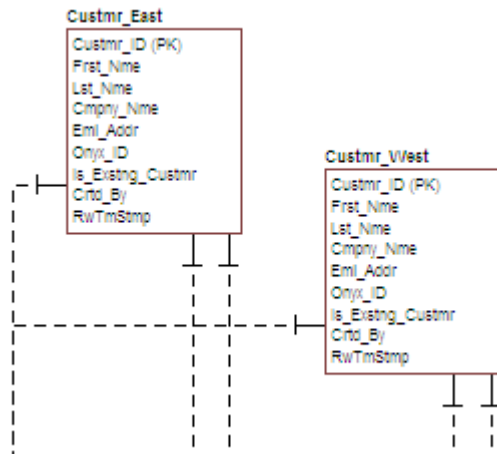 Custmr_East
Custmr_ID (PK)
Frst_Nme
Lst_Nme
Cmpny_Nme
Eml_Addr
Onyx_ID
Is_Exstng_Custmr
Crtd_By
RwTmStmp
Custmr_West
Custmr_ID (PK)
Frst_Nme
Lst_Nme
Cmpny_Nme
Eml_Addr
Onyx_ID
Is_Exstng_Custmr
Crtd_By
RwTmStmp